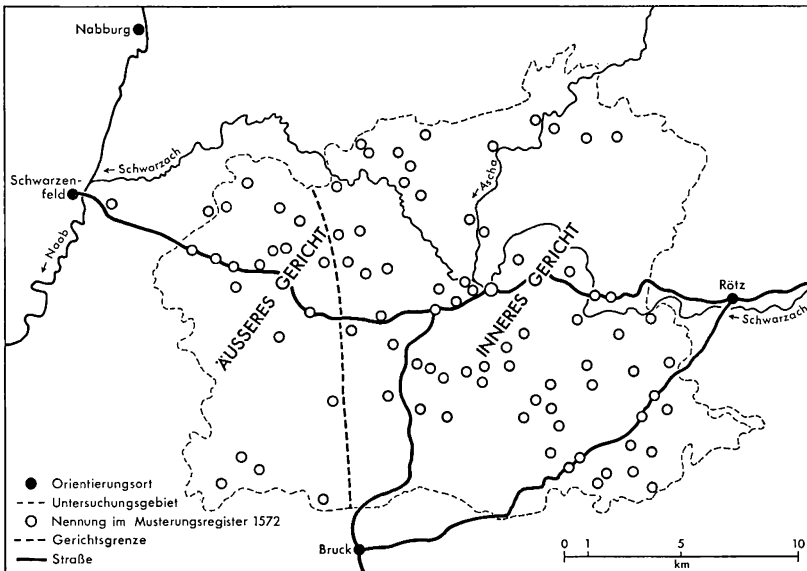 Nabburg
Schwarzach
Schwarzen-
feld
Naab
Ascha
ÄUSSERES GERICHT
INNERES GERICHT
Rötz
Schwarzach
Orientierungsort
Untersuchungsgebiet
Nennung im Musterungsregister 1572
Gerichtsgrenze
Straße
Bruck
0 1 5 10
km